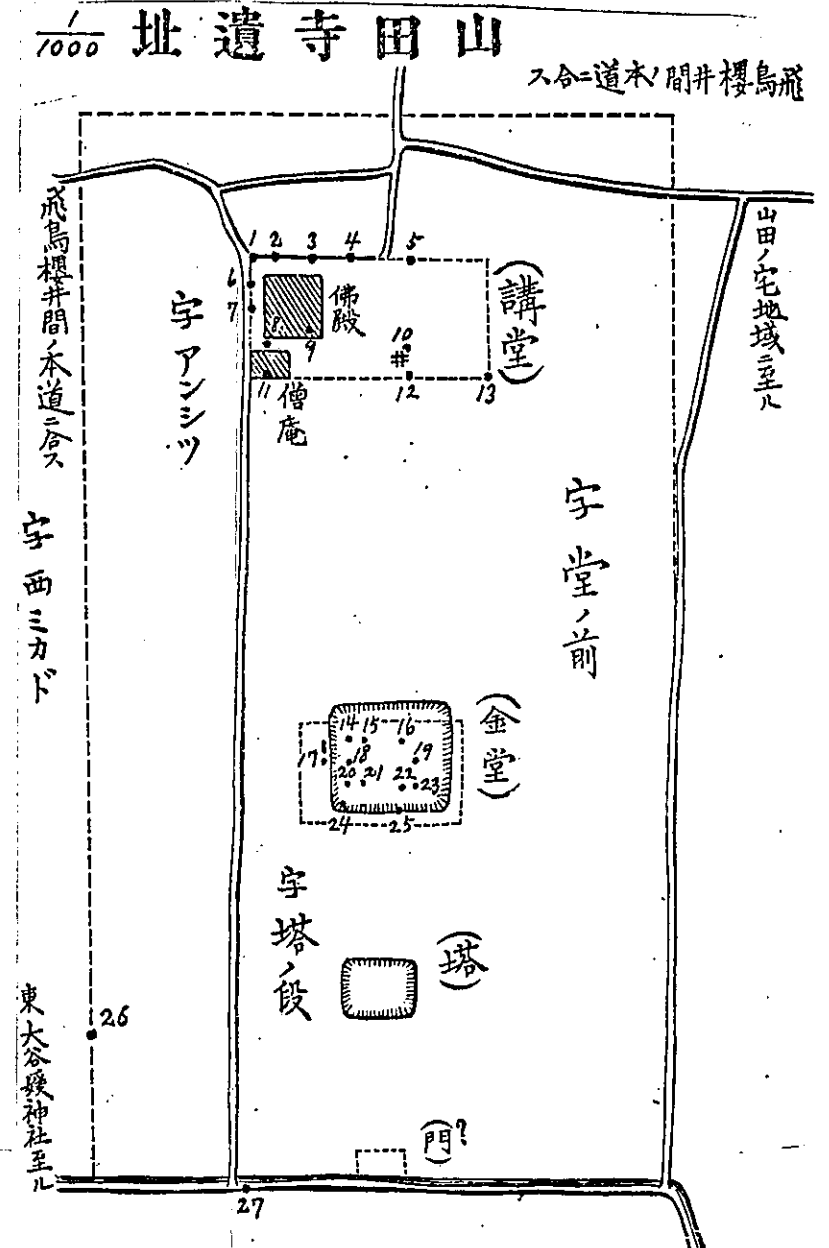 山田寺遺址 1/1000
飛鳥櫻井間ノ本道ニ合ス
飛鳥櫻井間ノ本道ニ合ス
山田ノ宅地域ニ至ル
1 2 3 4 5
6
7
8
9
10
井
11
12
13
佛殿
僧庵
(講堂)
字アンシツ
字堂ノ前
字西ミカド
(金堂)
14 15 16
17 18 19
20 21 22 23
24 25
字塔ノ段
(塔)
東大谷媛神社至ル
26
(門)?
27